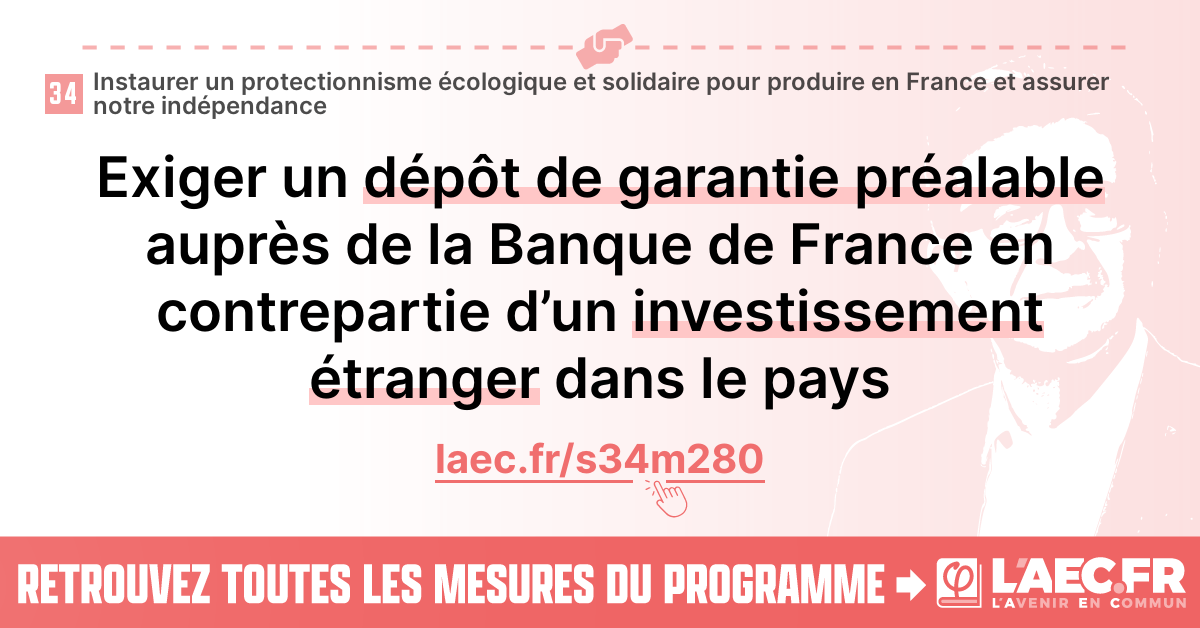 34
Instaurer un protectionnisme écologique et solidaire pour produire en France et assurer
notre indépendance
Exiger un dépôt de garantie préalable
auprès de la Banque de France en
contrepartie d’un investissement
étranger dans le pays
laec.fr/s34m280
RETROUVEZ TOUTES LES MESURES DU PROGRAMME
φ
L'AEC.FR
L'AVENIR EN COMMUN